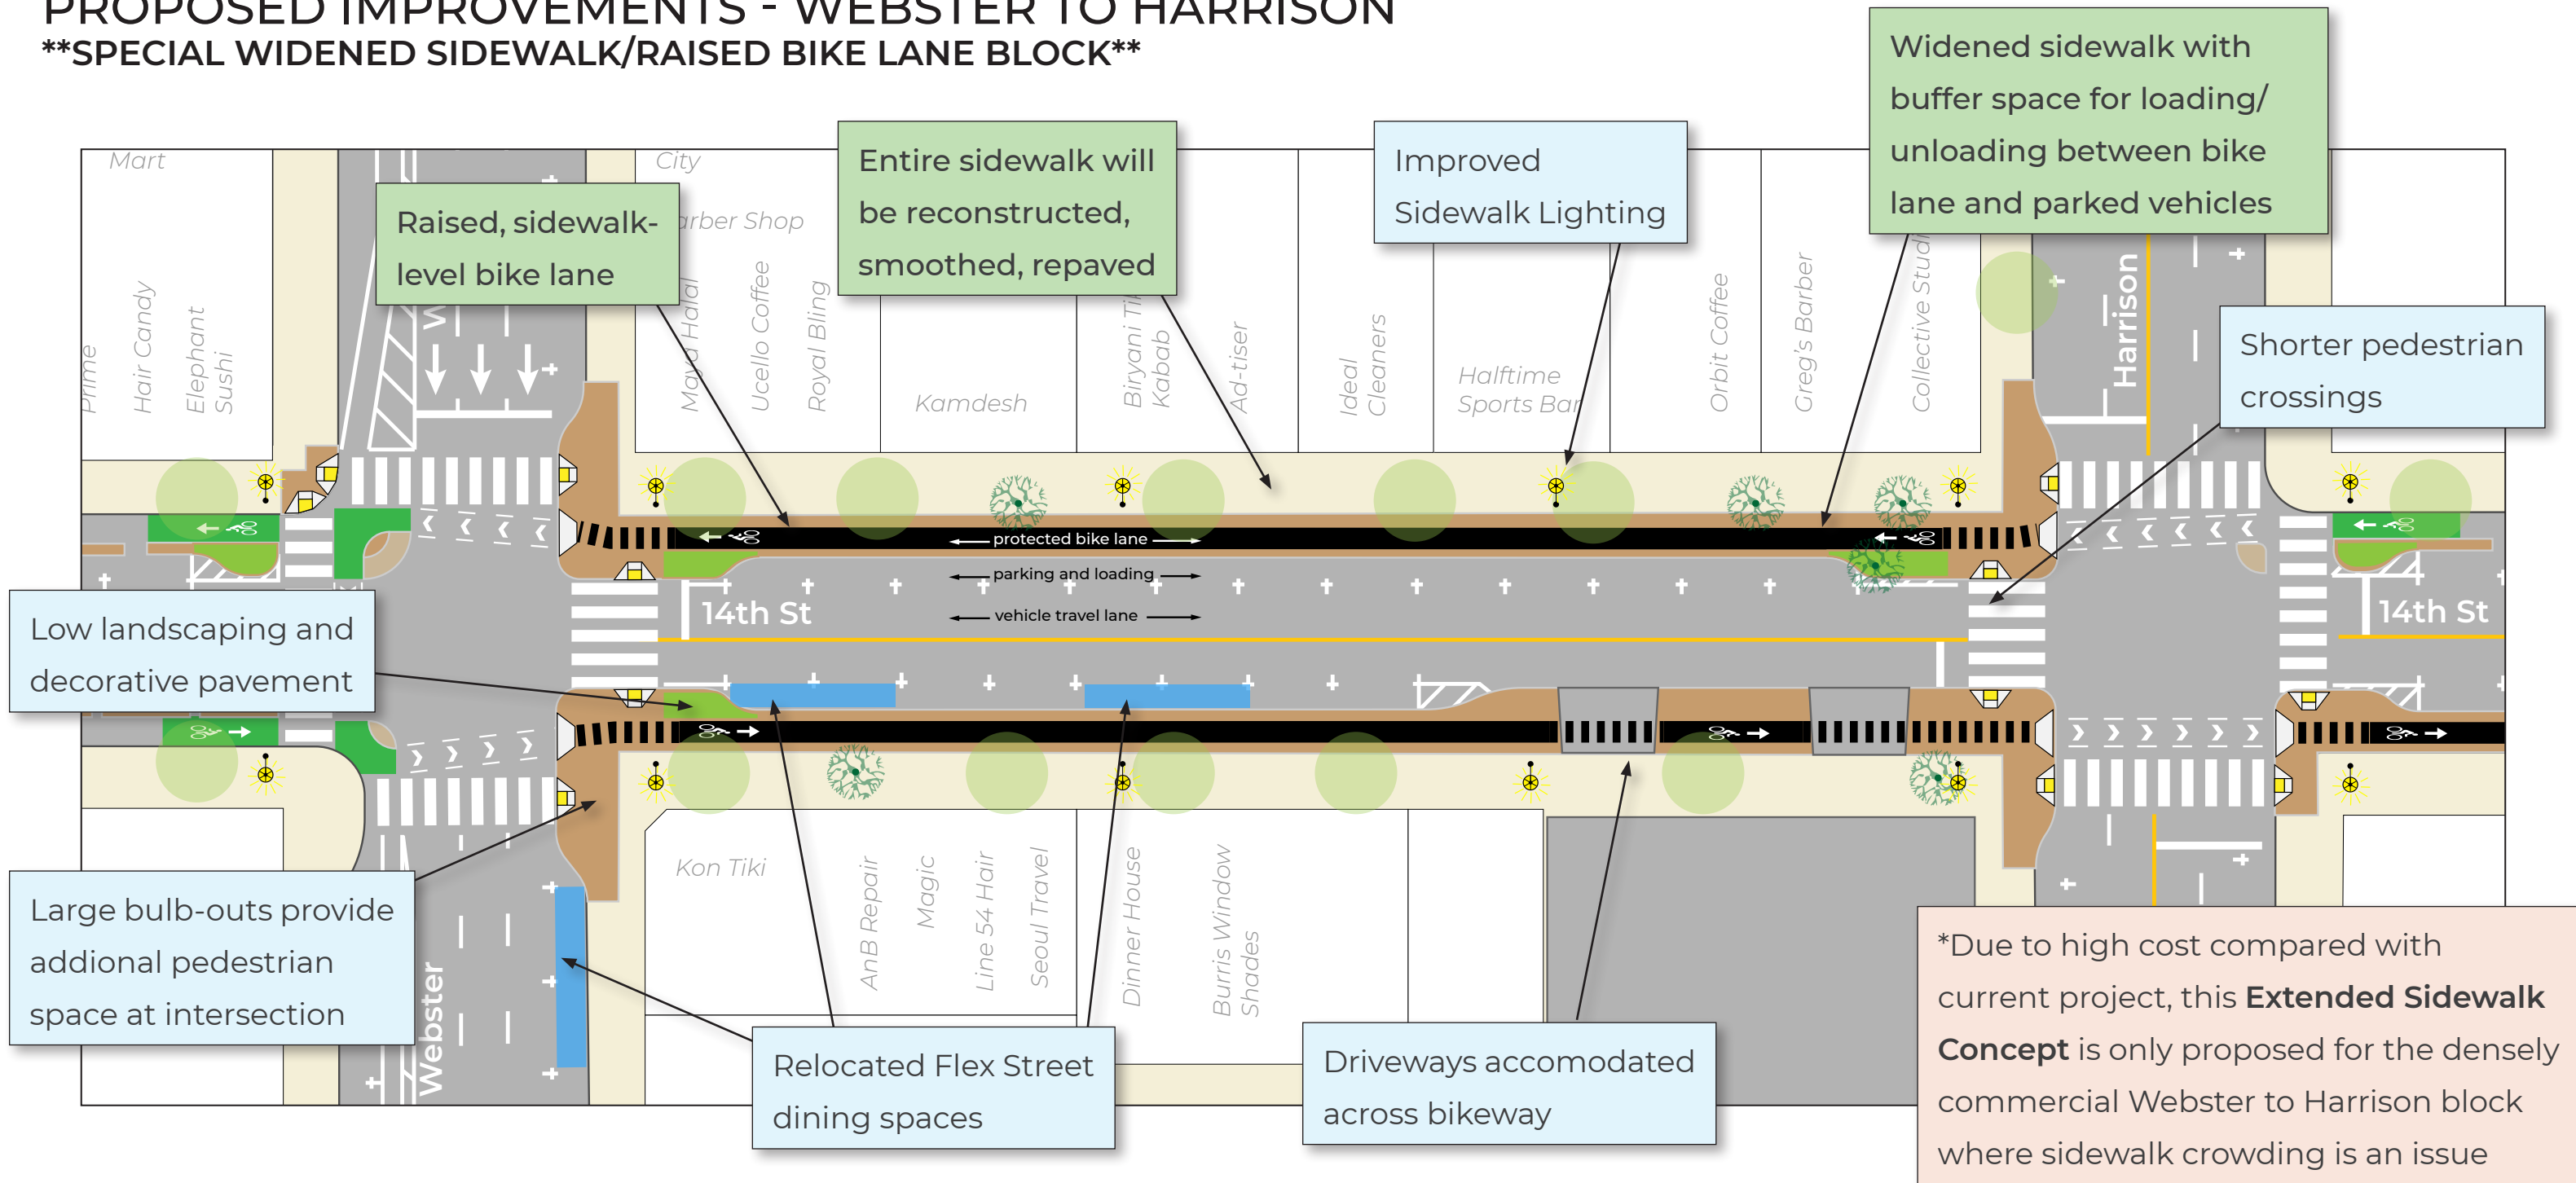 PROPOSED IMPROVEMENTS - WEBSTER TO HARRISON
**SPECIAL WIDENED SIDEWALK/RAISED BIKE LANE BLOCK**
Widened sidewalk with
buffer space for loading/
unloading between bike
lane and parked vehicles
Entire sidewalk will
be reconstructed,
smoothed, repaved
Improved
Sidewalk Lighting
Raised, sidewalk-
level bike lane
Shorter pedestrian
crossings
Mart
Prime
Hair Candy
Elephant
Sushi
City
Shop
Maya Halal
Ucello Coffee
Royal Bling
Kamdesh
Biryani
Kabab
Ad-tiser
Ideal
Cleaners
Halftime
Sports Bar
Orbit Coffee
Greg's Barber
Collective
Harrison
protected bike lane
parking and loading
vehicle travel lane
14th St
14th St
Low landscaping and
decorative pavement
Large bulb-outs provide
addional pedestrian
space at intersection
Webster
Kon Tiki
AnB Repair
Magic
Line 54 Hair
Seoul Travel
Dinner House
Burris Window
Shades
Relocated Flex Street
dining spaces
Driveways accomodated
across bikeway
*Due to high cost compared with
current project, this Extended Sidewalk
Concept is only proposed for the densely
commercial Webster to Harrison block
where sidewalk crowding is an issue